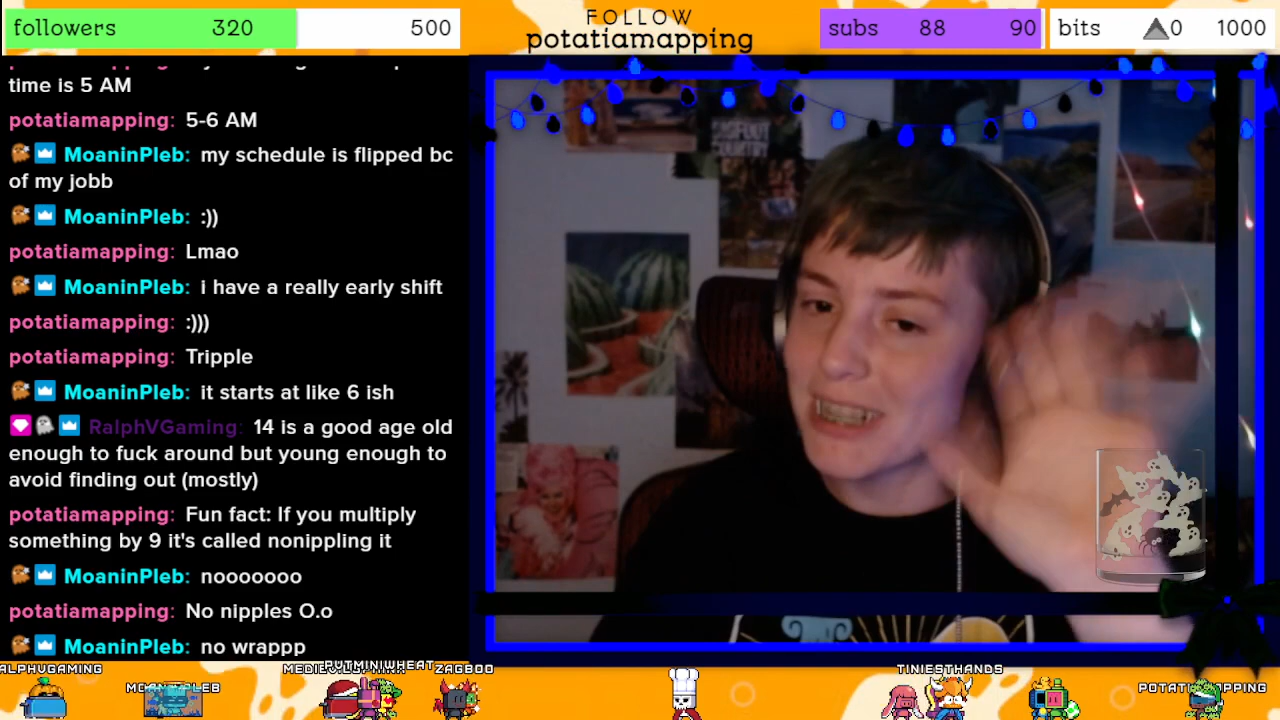 followers 320 500
FOLLOW
potatiamapping
subs 88 90
bits 0 1000
time is 5 AM
potatiamapping: 5-6 AM
MoaninPleb: my schedule is flipped bc
of my jobb
MoaninPleb: :))
potatiamapping: Lmao
MoaninPleb: i have a really early shift
potatiamapping: :)))
potatiamapping: Tripple
MoaninPleb: it starts at like 6 ish
RalphVGaming: 14 is a good age old
enough to fuck around but young enough to
avoid finding out (mostly)
potatiamapping: Fun fact: If you multiply
something by 9 it's called nonippling it
MoaninPleb: nooooooo
potatiamapping: No nipples O.o
MoaninPleb: no wrappp
BIGFOOT
COUNTRY
ALPHVGAMING
ZAGBOO
TINIESTHANDS